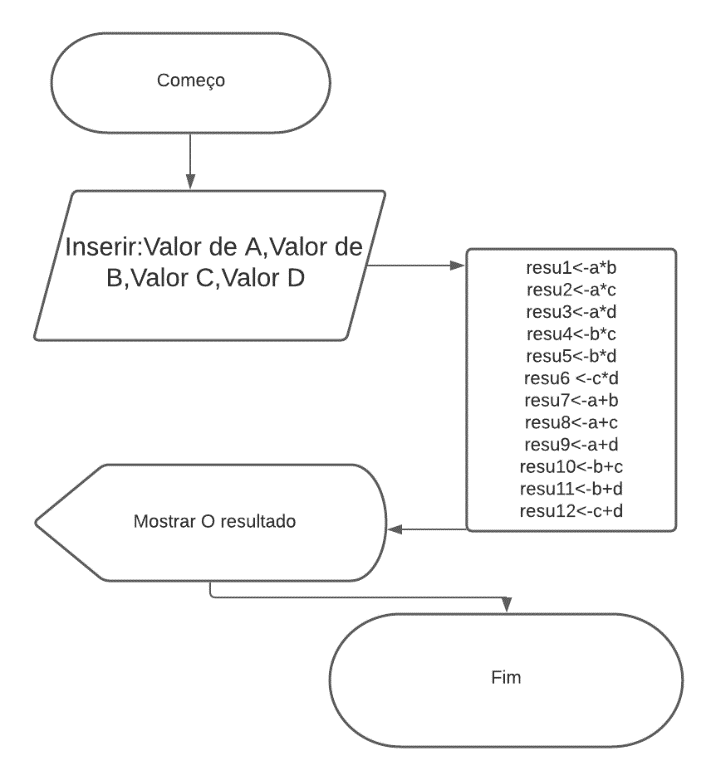 Começo
Inserir:Valor de A,Valor de
B,Valor C,Valor D
resu1<-a*b
resu2<-a*c
resu3<-a*d
resu4<-b*c
resu5<-b*d
resu6 <-c*d
resu7<-a+b
resu8<-a+c
resu9<-a+d
resu10<-b+c
resu11<-b+d
resu12<-c+d
Mostrar O resultado
Fim